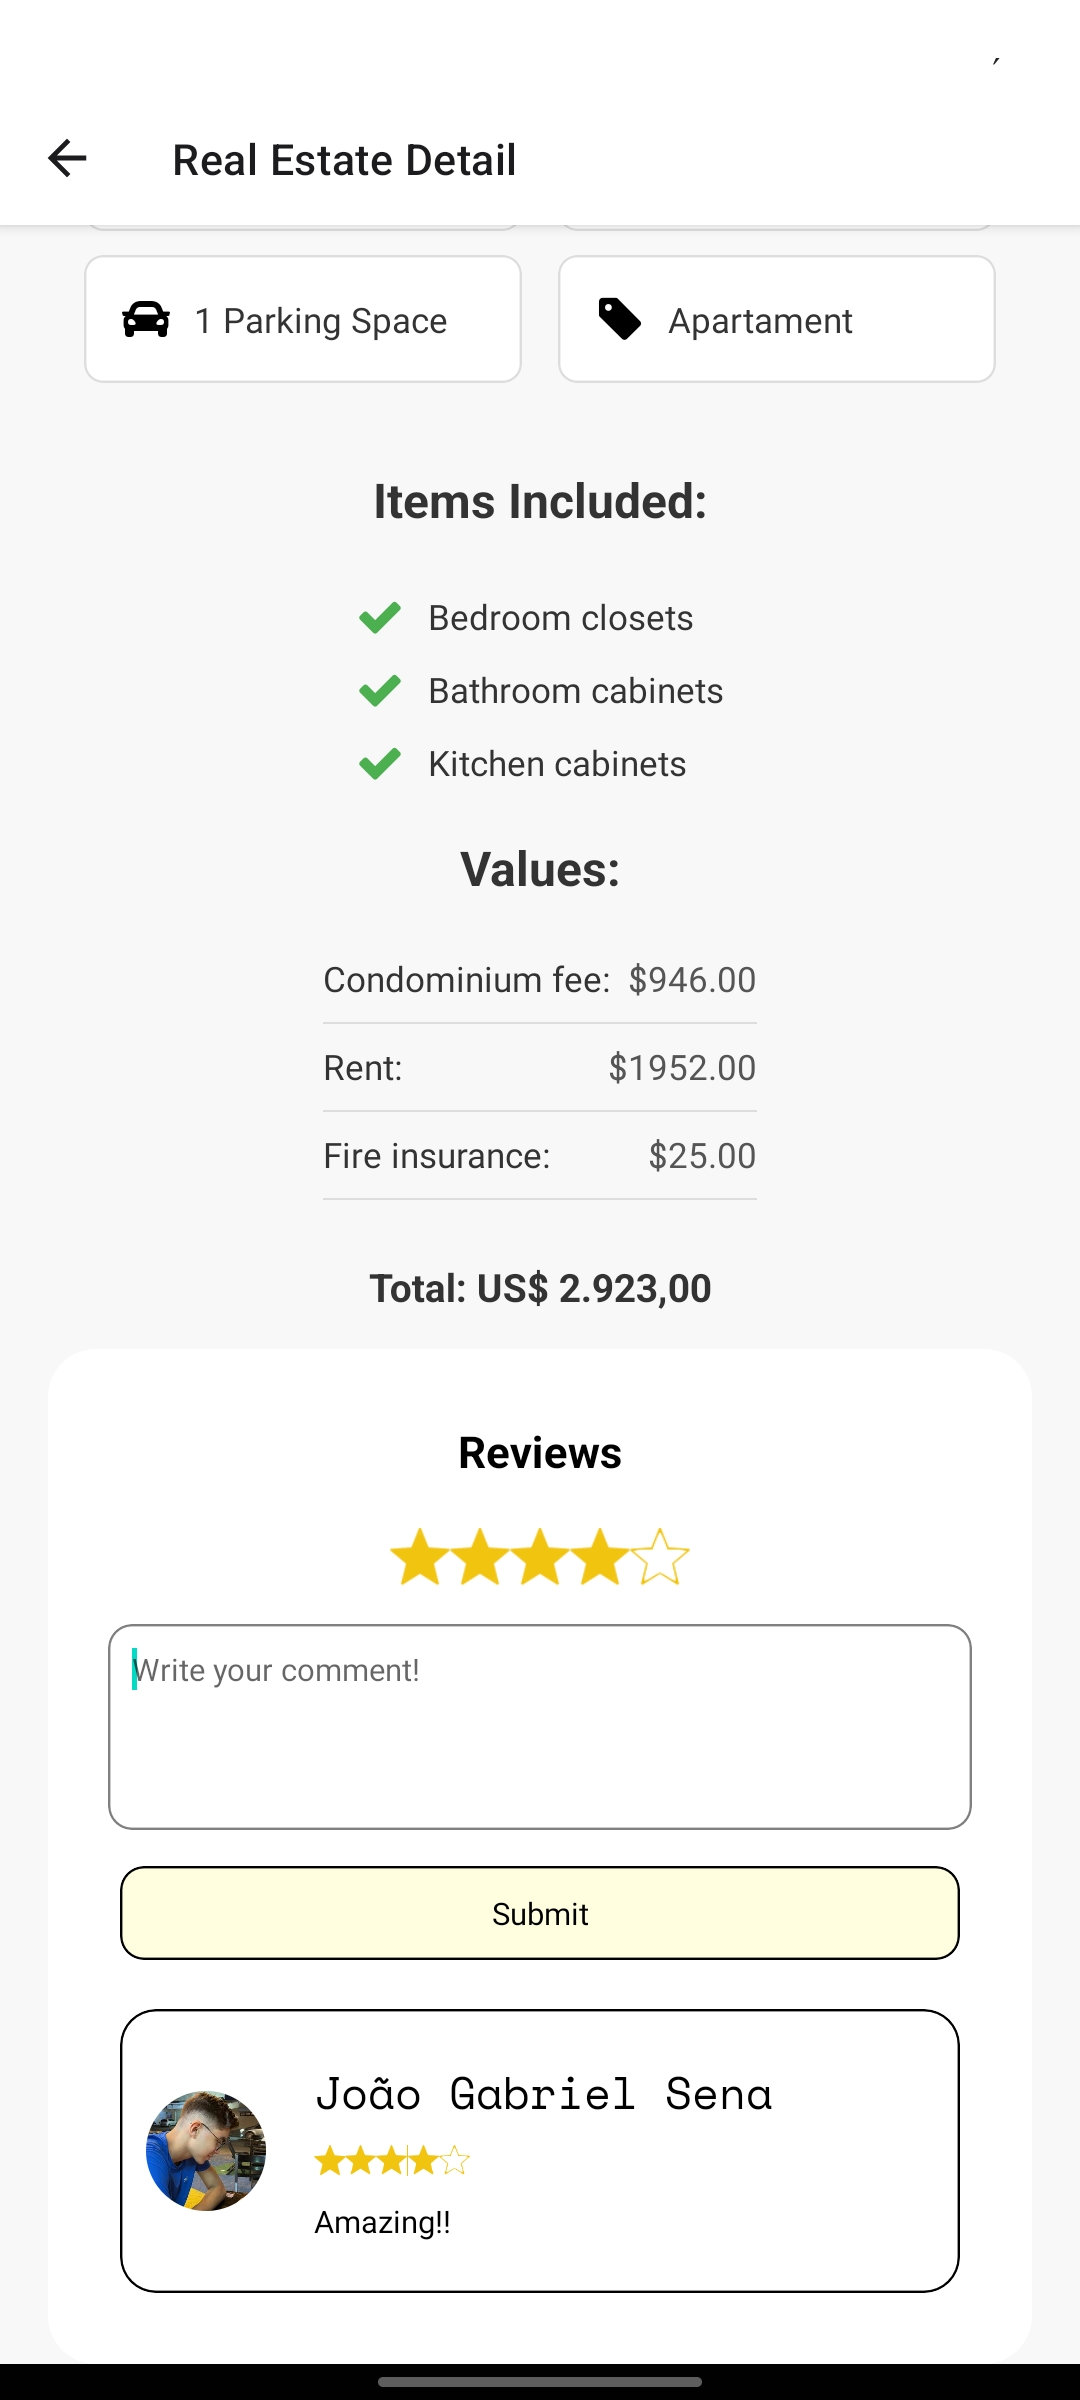 Real Estate Detail
1 Parking Space
Apartament
Items Included:
Bedroom closets
Bathroom cabinets
Kitchen cabinets
Values:
Condominium fee: $946.00
Rent: $1952.00
Fire insurance: $25.00
Total: US$ 2.923,00
Reviews
Write your comment!
Submit
João Gabriel Sena
Amazing!!